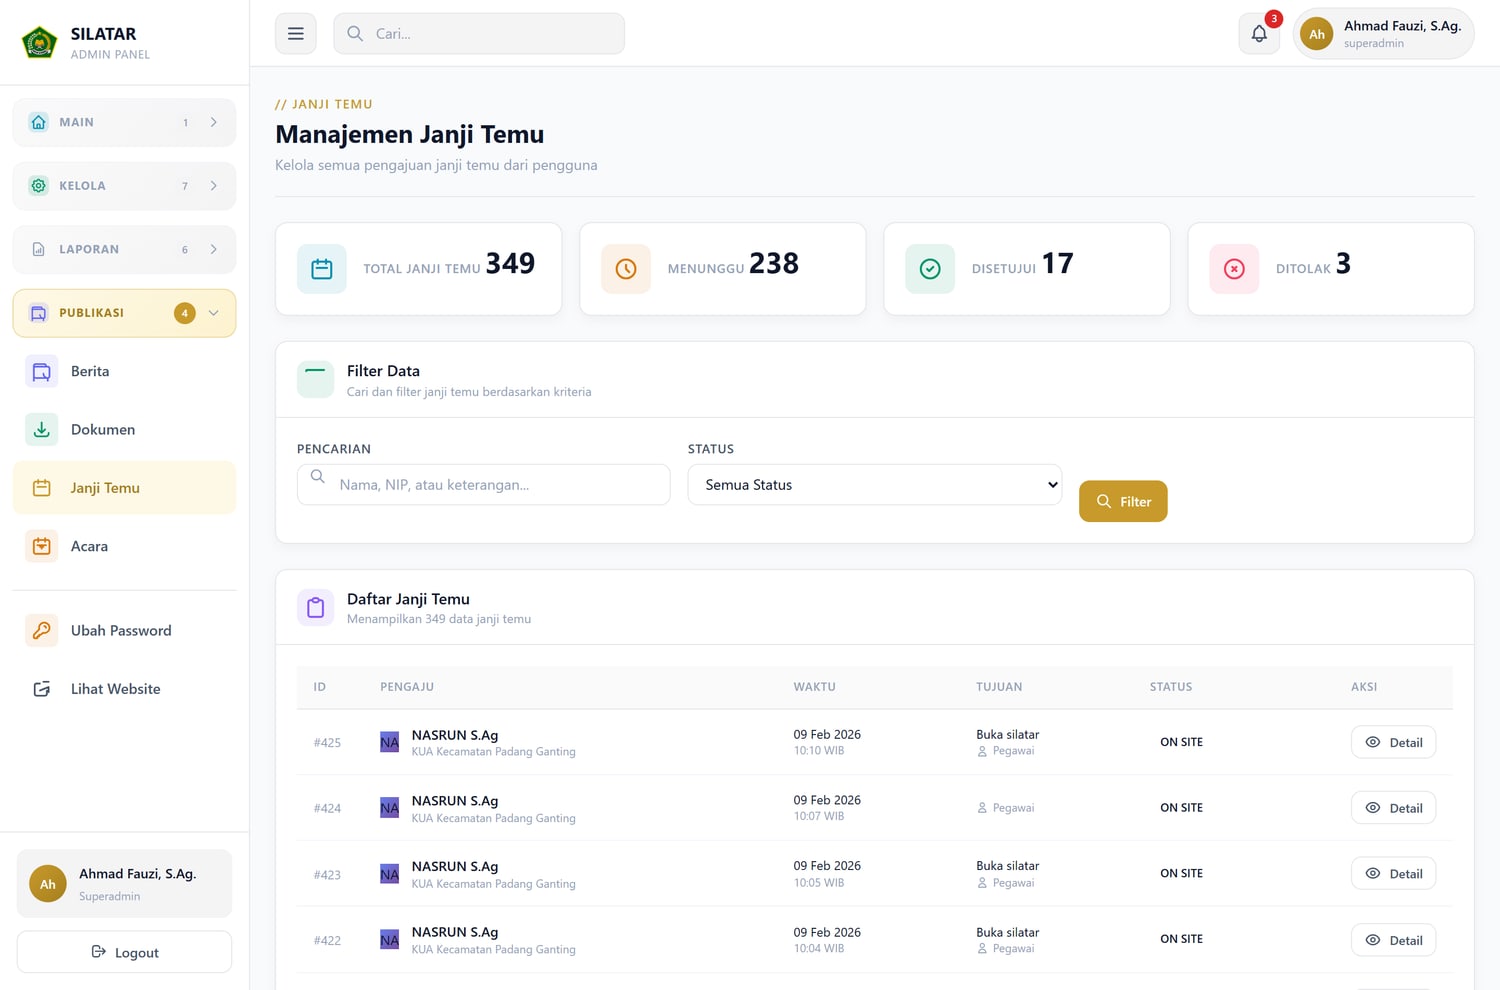 SILATAR
ADMIN PANEL
MAIN 1
KELOLA 7
LAPORAN 6
PUBLIKASI 4
Berita
Dokumen
Janji Temu
Acara
Ubah Password
Lihat Website
Ah
Ahmad Fauzi, S.Ag.
Superadmin
Logout
Cari...
3
Ah
Ahmad Fauzi, S.Ag.
superadmin
// JANJI TEMU
Manajemen Janji Temu
Kelola semua pengajuan janji temu dari pengguna
TOTAL JANJI TEMU 349
MENUNGGU 238
DISETUJUI 17
DITOLAK 3
Filter Data
Cari dan filter janji temu berdasarkan kriteria
PENCARIAN
Nama, NIP, atau keterangan...
STATUS
Semua Status
Filter
Daftar Janji Temu
Menampilkan 349 data janji temu
ID PENGAJU WAKTU TUJUAN STATUS AKSI
#425 NA NASRUN S.Ag 09 Feb 2026 Buka silatar ON SITE Detail
KUA Kecamatan Padang Ganting 10:10 WIB Pegawai
#424 NA NASRUN S.Ag 09 Feb 2026 Pegawai ON SITE Detail
KUA Kecamatan Padang Ganting 10:07 WIB
#423 NA NASRUN S.Ag 09 Feb 2026 Buka silatar ON SITE Detail
KUA Kecamatan Padang Ganting 10:05 WIB Pegawai
#422 NA NASRUN S.Ag 09 Feb 2026 Buka silatar ON SITE Detail
KUA Kecamatan Padang Ganting 10:04 WIB Pegawai